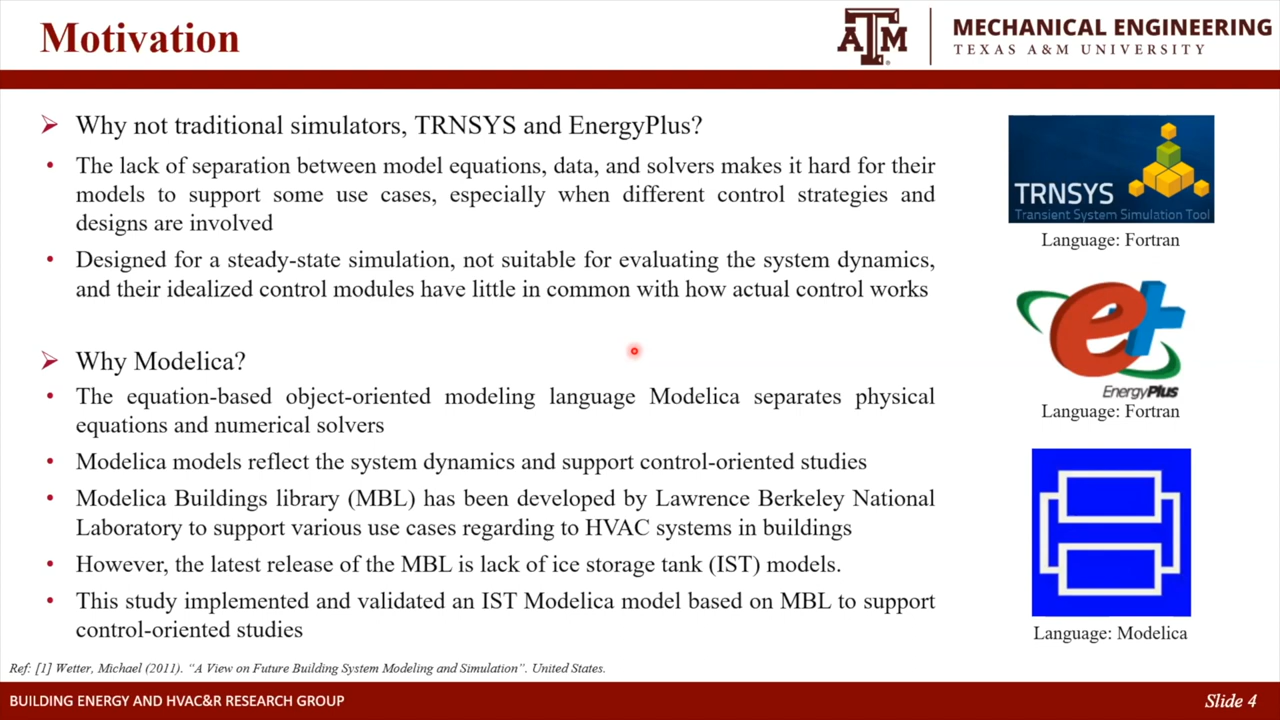 Motivation
ATM
MECHANICAL ENGINEERING
TEXAS A&M UNIVERSITY
Why not traditional simulators, TRNSYS and EnergyPlus?
• The lack of separation between model equations, data, and solvers makes it hard for their
models to support some use cases, especially when different control strategies and
designs are involved
• Designed for a steady-state simulation, not suitable for evaluating the system dynamics,
and their idealized control modules have little in common with how actual control works
Why Modelica?
• The equation-based object-oriented modeling language Modelica separates physical
equations and numerical solvers
• Modelica models reflect the system dynamics and support control-oriented studies
• Modelica Buildings library (MBL) has been developed by Lawrence Berkeley National
Laboratory to support various use cases regarding to HVAC systems in buildings
• However, the latest release of the MBL is lack of ice storage tank (IST) models.
• This study implemented and validated an IST Modelica model based on MBL to support
control-oriented studies
TRNSYS
Transient System Simulation Tool
Language: Fortran
e+
EnergyPlus
Language: Fortran
Language: Modelica
Ref: [1] Wetter, Michael (2011). “A View on Future Building System Modeling and Simulation”. United States.
BUILDING ENERGY AND HVAC&R RESEARCH GROUP
Slide 4